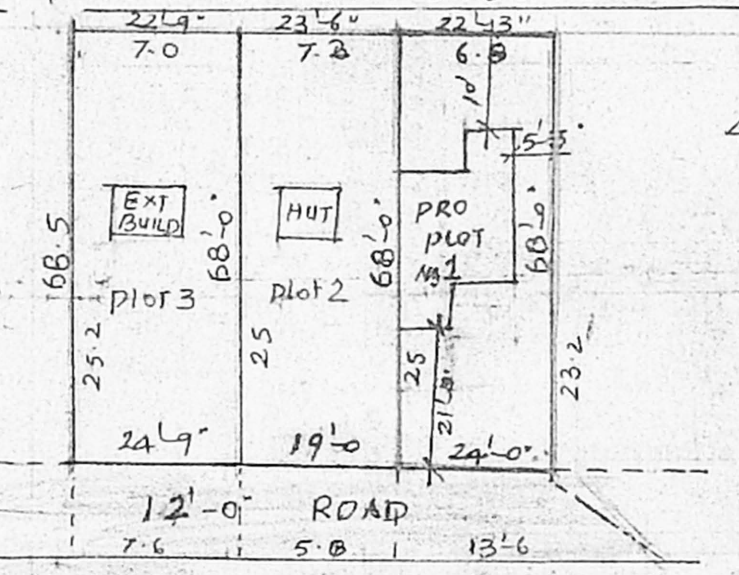 22'-9" 23'-6" 22'-3"
7.0 7.3 6.8
10'
5'-3"
EXT
BUILD
HUT
PRO
PLOT
No 1
68.5 68'-0" 68'-0" 68'-0"
Plot 3 Plot 2
25.2 25 25 23.2
21'-0"
24'-9" 19'-0 24'-0"
12'-0" ROAD
7.6 5.8 13'-6